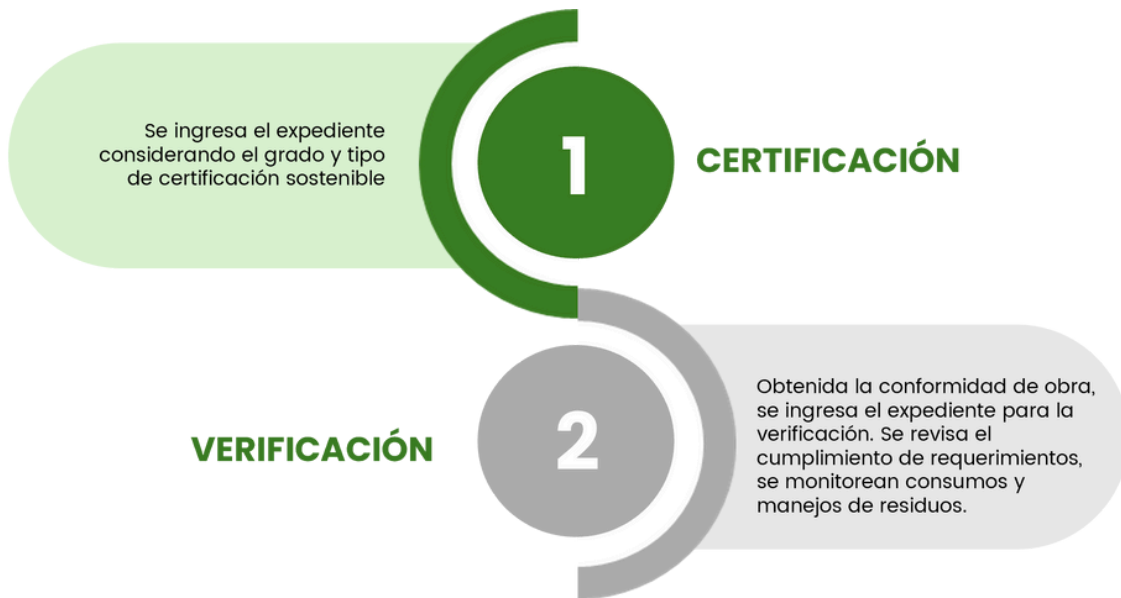 Se ingresa el expediente
considerando el grado y tipo
de certificación sostenible
1
CERTIFICACIÓN
VERIFICACIÓN
2
Obtenida la conformidad de obra,
se ingresa el expediente para la
verificación. Se revisa el
cumplimiento de requerimientos,
se monitorean consumos y
manejos de residuos.